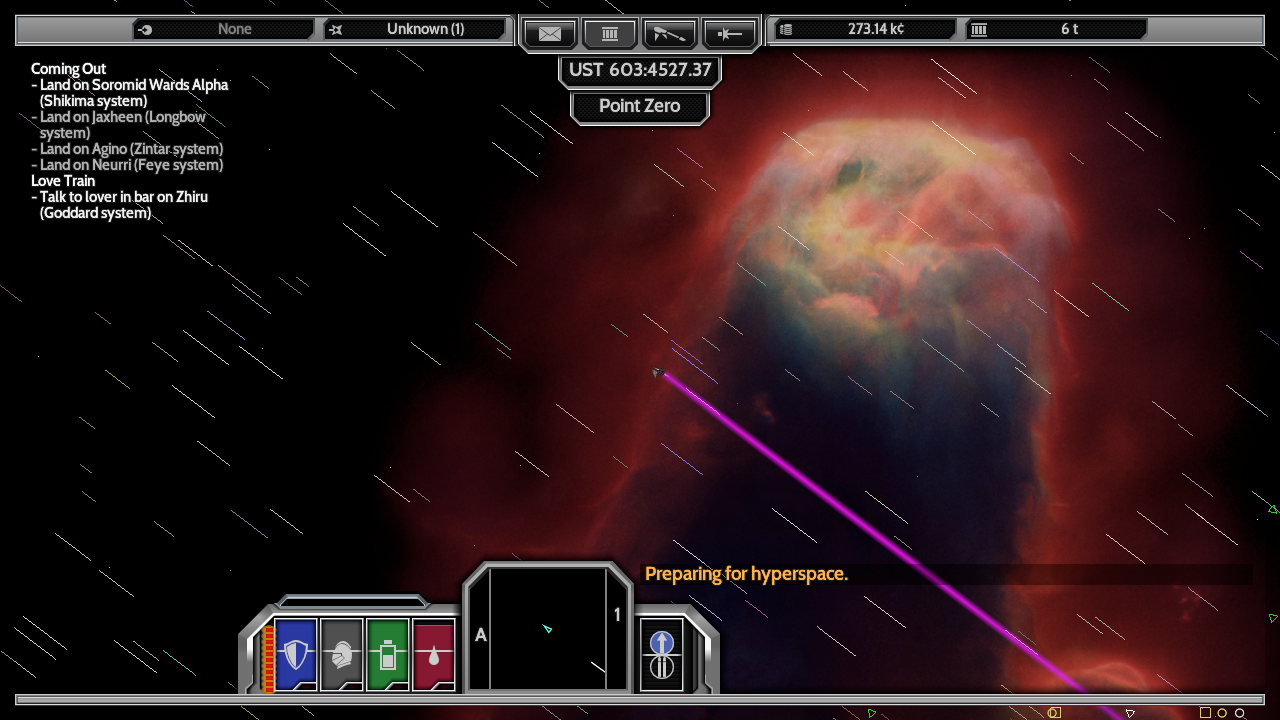 None
Unknown (1)
273.14 k¢
6 t
UST 603:4527.37
Point Zero
Coming Out
- Land on Soromid Wards Alpha
(Shikima system)
- Land on Jaxheen (Longbow
system)
- Land on Agino (Zintar system)
- Land on Neurri (Feye system)
Love Train
- Talk to lover in bar on Zhiru
(Goddard system)
Preparing for hyperspace.
A
1